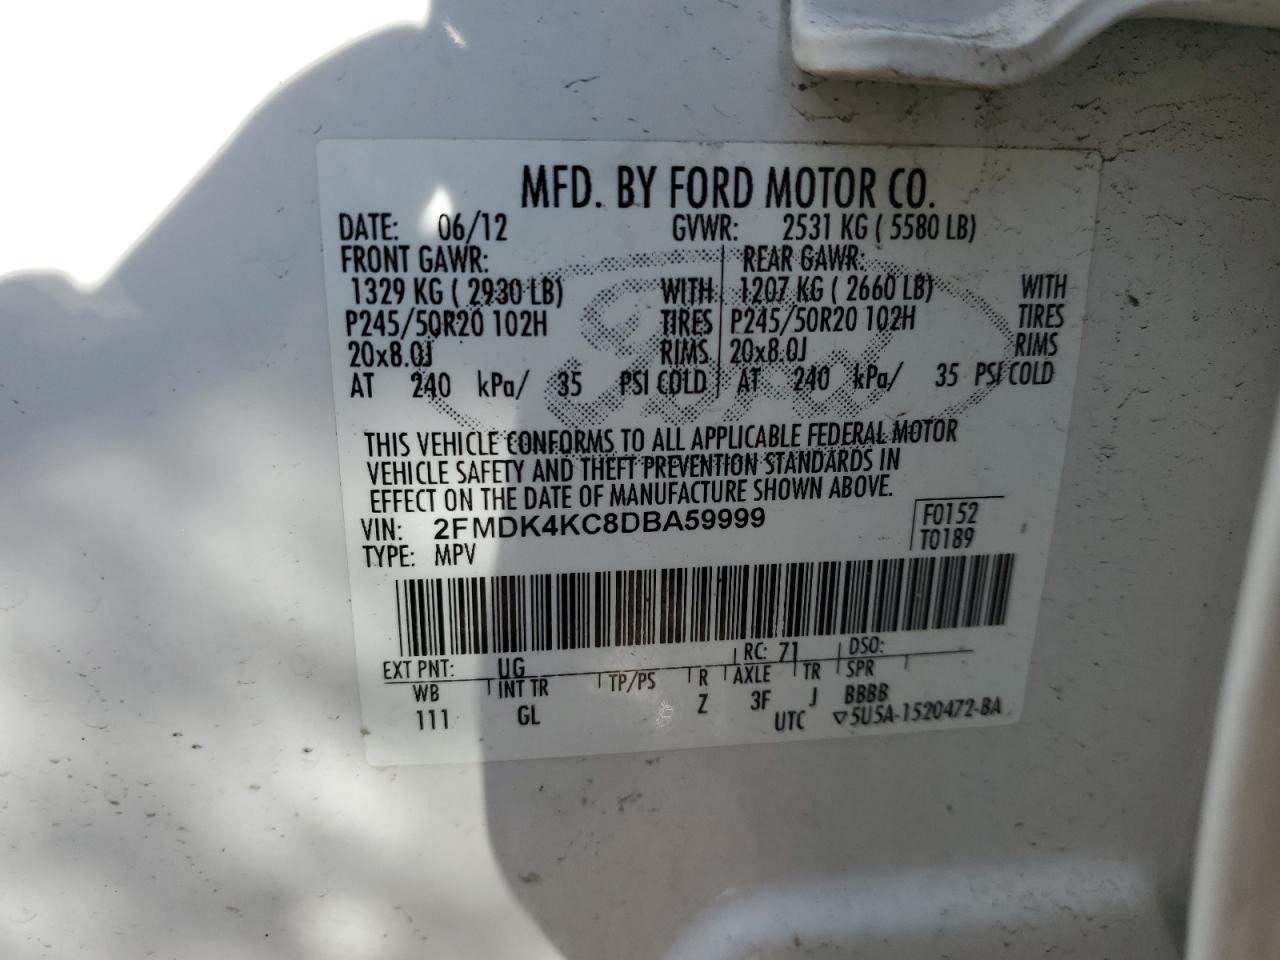 MFD. BY FORD MOTOR CO.
DATE: 06/12 GVWR: 2531 KG ( 5580 LB)
FRONT GAWR: REAR GAWR:
1329 KG ( 2930 LB) WITH 1207 KG ( 2660 LB) WITH
P245/50R20 102H TIRES P245/50R20 102H TIRES
20x8.0J RIMS 20x8.0J RIMS
AT 240 kPa/ 35 PSI COLD AT 240 kPa/ 35 PSI COLD
THIS VEHICLE CONFORMS TO ALL APPLICABLE FEDERAL MOTOR
VEHICLE SAFETY AND THEFT PREVENTION STANDARDS IN
EFFECT ON THE DATE OF MANUFACTURE SHOWN ABOVE.
VIN: 2FMDK4KC8DBA59999 F0152
TYPE: MPV T0189
EXT PNT: UG RC: 71 DSO:
WB INT TR TP/PS R AXLE TR SPR
111 GL Z 3F J BBBB
UTC ▽5U5A-1520472-BA
Ford